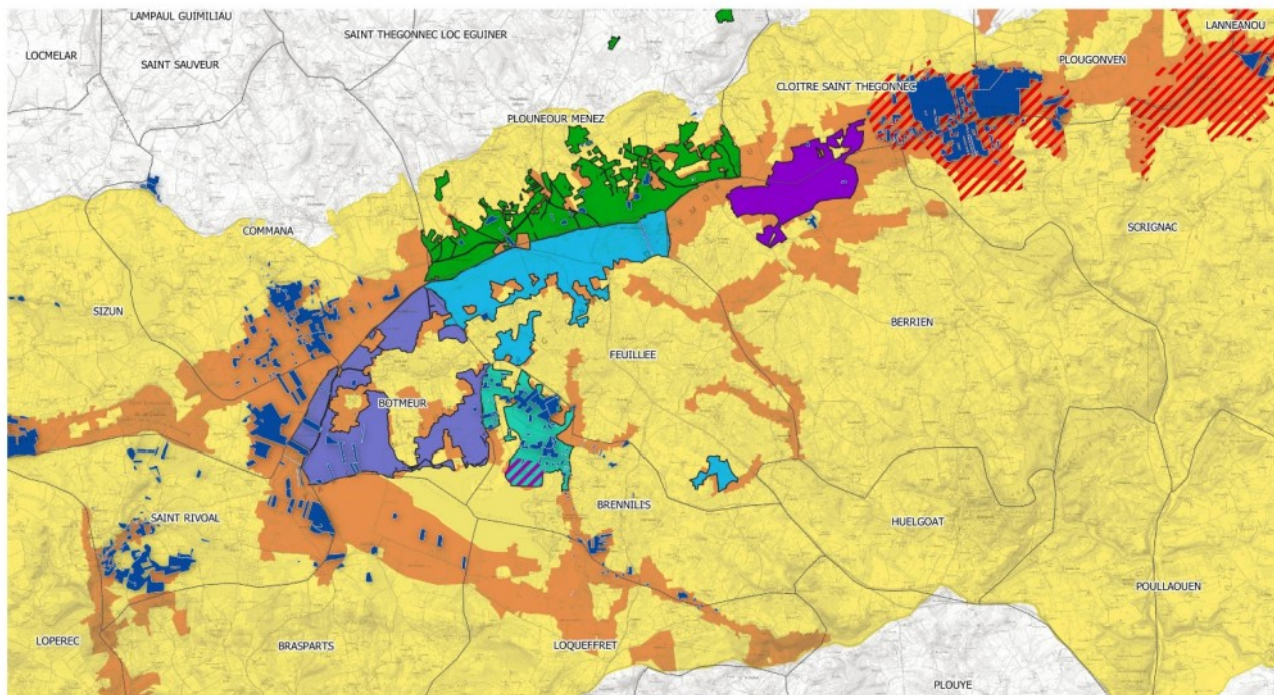 LAMPAUL GUIMILIAU
LANNEANOU
SAINT THEGONNEC LOC EGUINER
LOCMELAR
SAINT SAUVEUR
PLOUGONVEN
CLOITRE SAINT THEGONNEC
PLOUNEOUR MENEZ
SCRIGNAC
COMMANA
SIZUN
BERRIEN
FEUILLEE
BOTMEUR
BRENNILIS
SAINT RIVOAL
HUELGOAT
POULLAOUEN
LOPEREC
BRASPARTS
LOQUEFFRET
PLOUYE